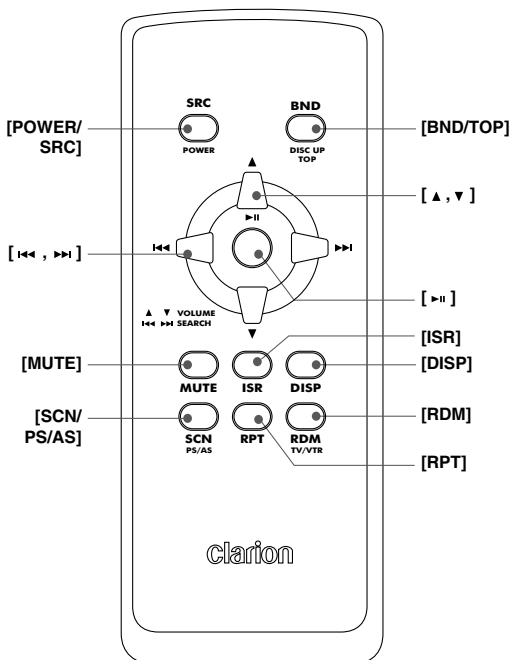 SRC BND
[POWER/
SRC]
[BND/TOP]
POWER DISC UP
TOP
▲
[ ▲ , ▼ ]
►II
[ I◄◄ , ►►I ] I◄◄ ►►I
▲ ▼ VOLUME
I◄◄ ►►I SEARCH
▼
[ ►II ]
[ISR]
[MUTE] [DISP]
MUTE ISR DISP
[SCN/
PS/AS]
[RDM]
SCN RPT RDM
PS/AS TV/VTR
[RPT]
clarion